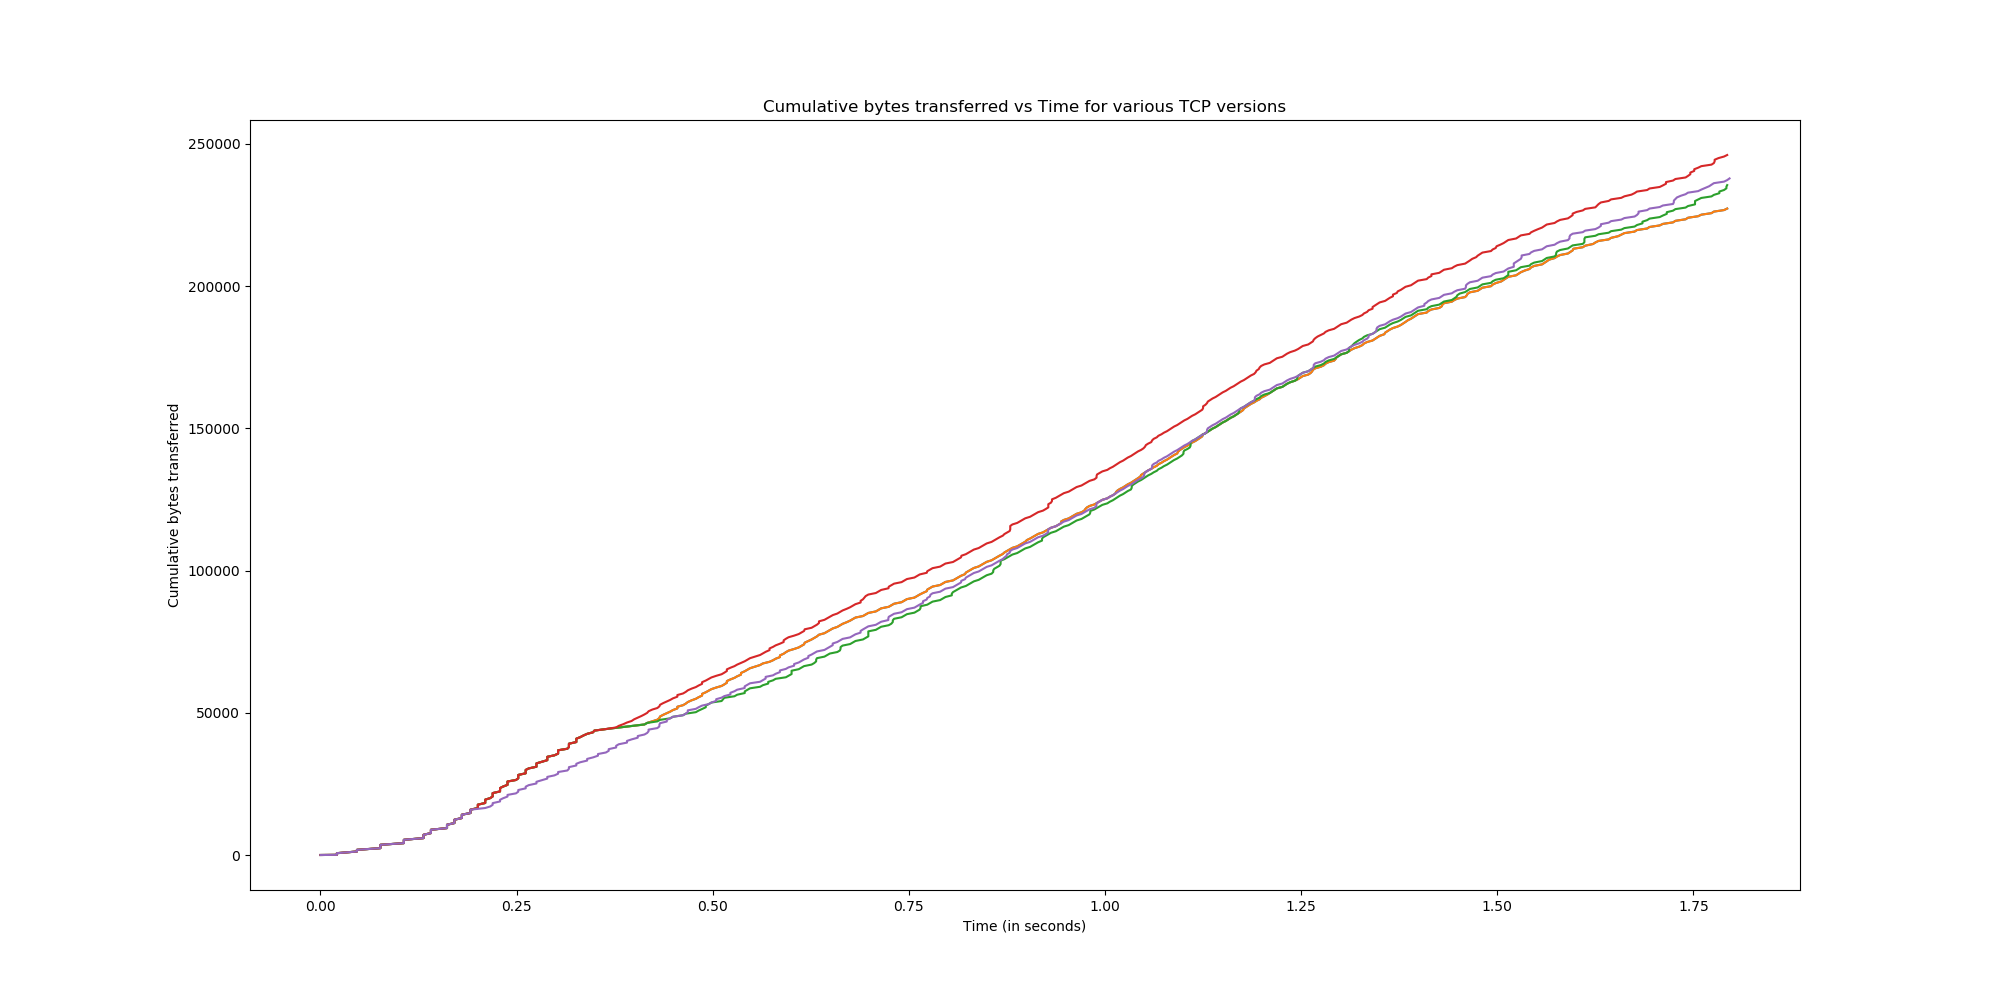 Cumulative bytes transferred vs Time for various TCP versions
Cumulative bytes transferred
250000
200000
150000
100000
50000
0
0.00 0.25 0.50 0.75 1.00 1.25 1.50 1.75
Time (in seconds)